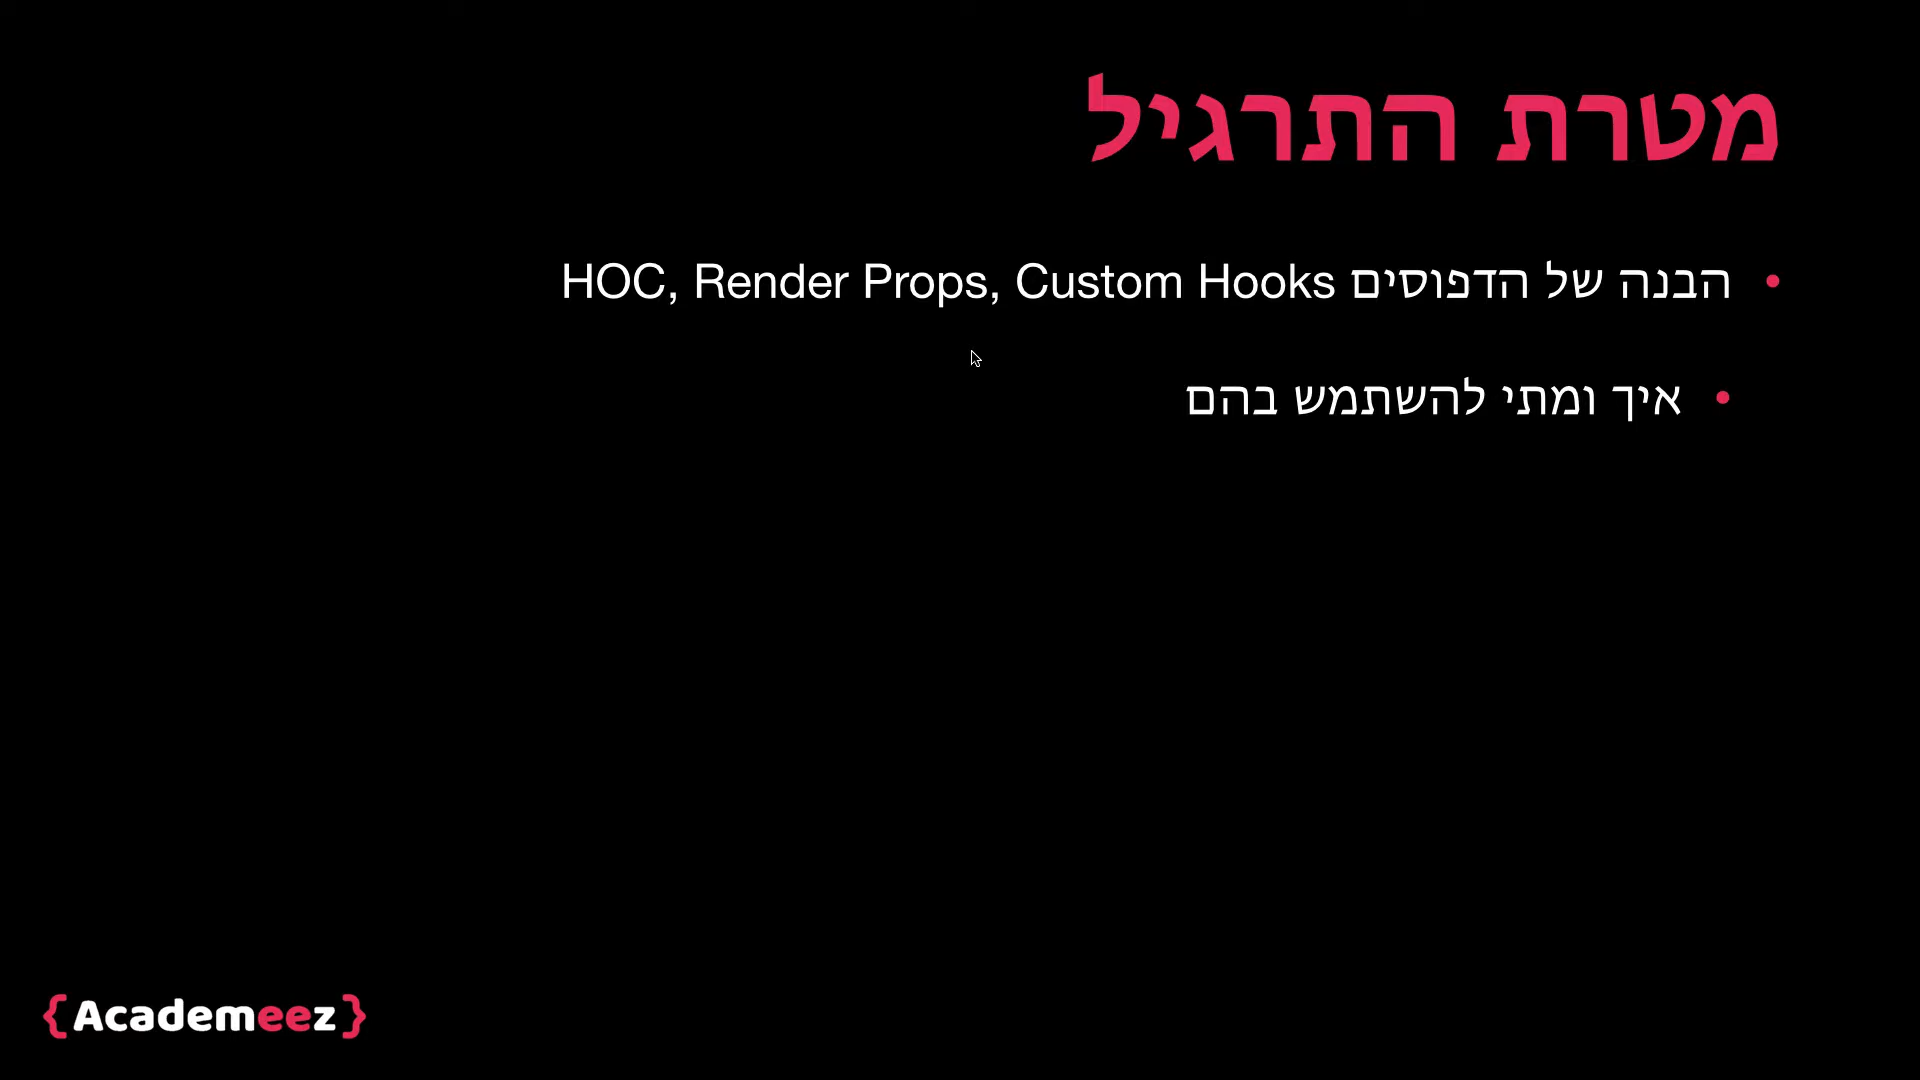 מטרת התרגיל
• הבנה של הדפוסים HOC, Render Props, Custom Hooks
• איך ומתי להשתמש בהם
{Academeez}